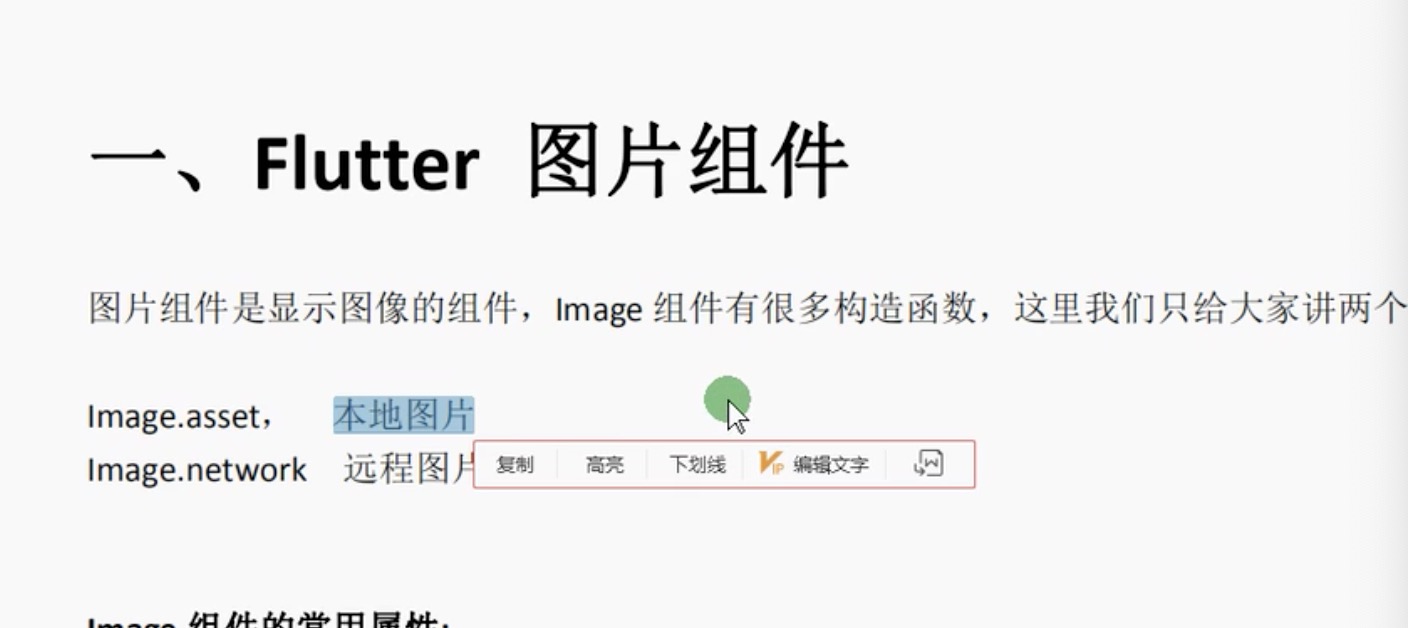 一、Flutter 图片组件
图片组件是显示图像的组件，Image 组件有很多构造函数，这里我们只给大家讲两个
Image.asset， 本地图片
Image.network 远程图片
复制 高亮 下划线 VIP 编辑文字
Image 组件的常用属性：